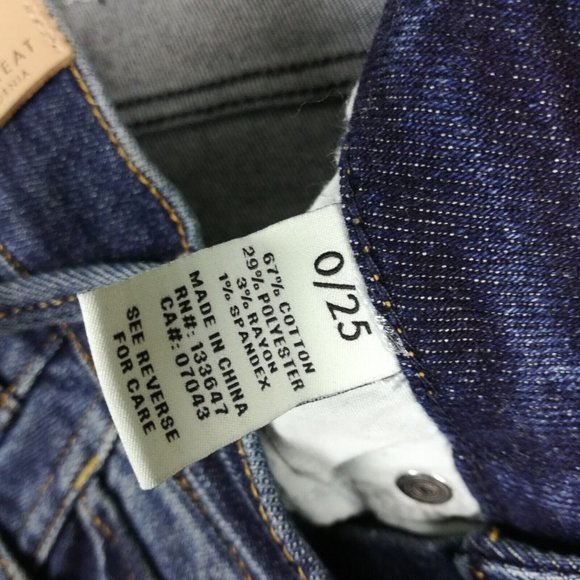 0/25
67% COTTON
29% POLYESTER
3% RAYON
1% SPANDEX
MADE IN CHINA
RN#: 133647
CA#: 07043
SEE REVERSE
FOR CARE